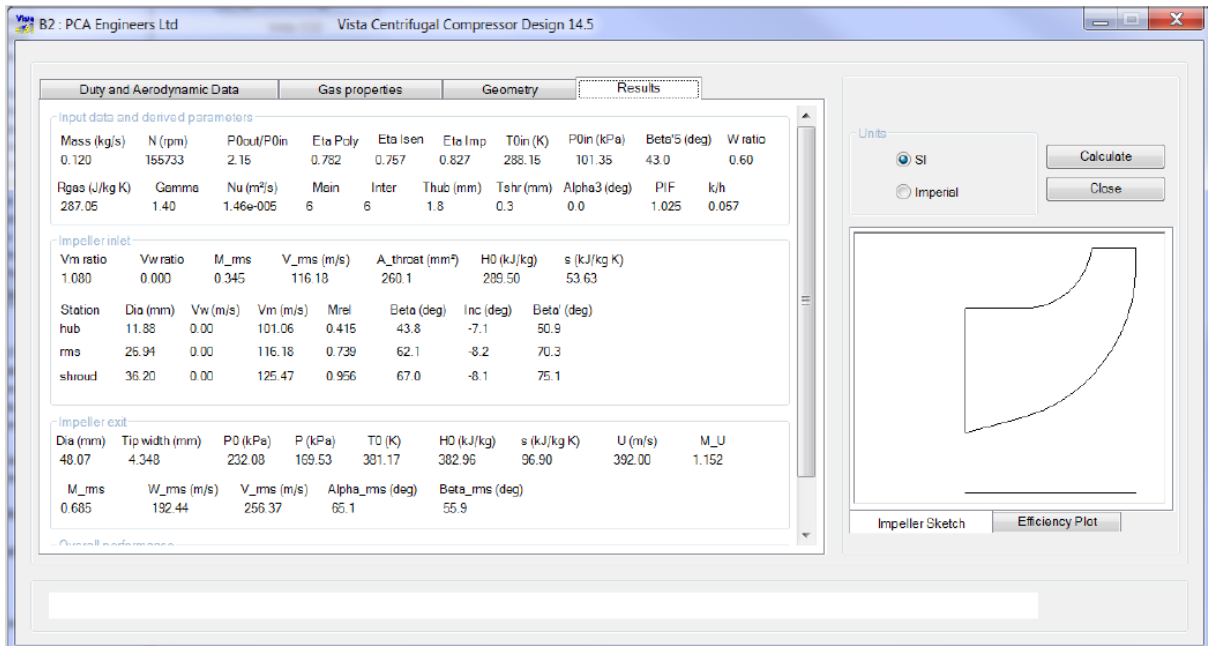 B2 : PCA Engineers Ltd Vista Centrifugal Compressor Design 14.5
Duty and Aerodynamic Data Gas properties Geometry Results
Input data and derived parameters
Mass (kg/s) N (rpm) P0out/P0in Eta Poly Eta Isen Eta Imp T0in (K) P0in (kPa) Beta'5 (deg) W ratio
0.120 155733 2.15 0.782 0.757 0.827 288.15 101.35 43.0 0.60
Rgas (J/kg K) Gamma Nu (m²/s) Main Inter Thub (mm) Tshr (mm) Alpha3 (deg) PIF k/h
287.05 1.40 1.46e-005 6 6 1.8 0.3 0.0 1.025 0.057
Impeller inlet
Vm ratio Vw ratio M_rms V_rms (m/s) A_throat (mm²) H0 (kJ/kg) s (kJ/kg K)
1.080 0.000 0.345 116.18 260.1 289.50 53.63
Station Dia (mm) Vw (m/s) Vm (m/s) Mrel Beta (deg) Inc (deg) Beta' (deg)
hub 11.88 0.00 101.06 0.415 43.8 -7.1 50.9
rms 26.94 0.00 116.18 0.739 62.1 -8.2 70.3
shroud 36.20 0.00 125.47 0.956 67.0 -8.1 75.1
Impeller exit
Dia (mm) Tip width (mm) P0 (kPa) P (kPa) T0 (K) H0 (kJ/kg) s (kJ/kg K) U (m/s) M_U
48.07 4.348 232.08 169.53 381.17 382.96 96.90 392.00 1.152
M_rms W_rms (m/s) V_rms (m/s) Alpha_rms (deg) Beta_rms (deg)
0.685 192.44 256.37 65.1 55.9
Overall performance
Units
SI
Imperial
Calculate
Close
Impeller Sketch Efficiency Plot